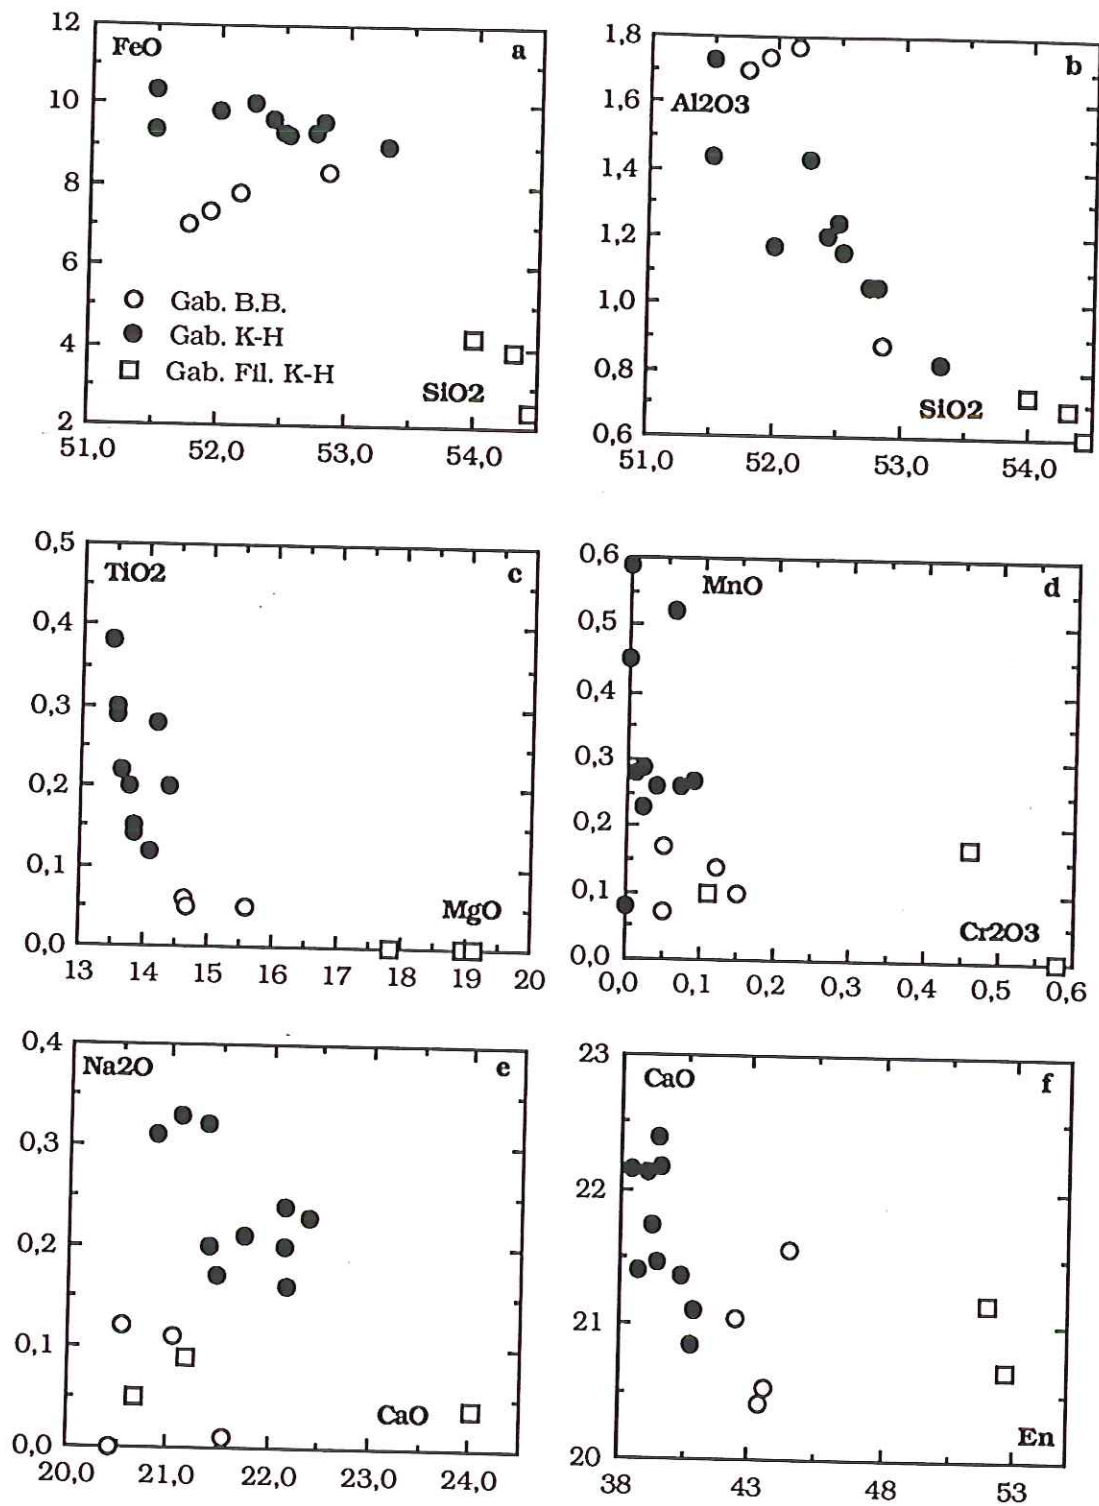 12
FeO
a
10
8
6
Gab. B.B.
4
Gab. K-H
Gab. Fil. K-H
SiO2
2
51,0 52,0 53,0 54,0
1,8
b
Al2O3
1,6
1,4
1,2
1,0
0,8
SiO2
0,6
51,0 52,0 53,0 54,0
0,5
TiO2
c
0,4
0,3
0,2
0,1
MgO
0,0
13 14 15 16 17 18 19 20
0,6
MnO
d
0,5
0,4
0,3
0,2
0,1
Cr2O3
0,0
0,0 0,1 0,2 0,3 0,4 0,5 0,6
0,4
Na2O
e
0,3
0,2
0,1
CaO
0,0
20,0 21,0 22,0 23,0 24,0
23
CaO
f
22
21
En
20
38 43 48 53